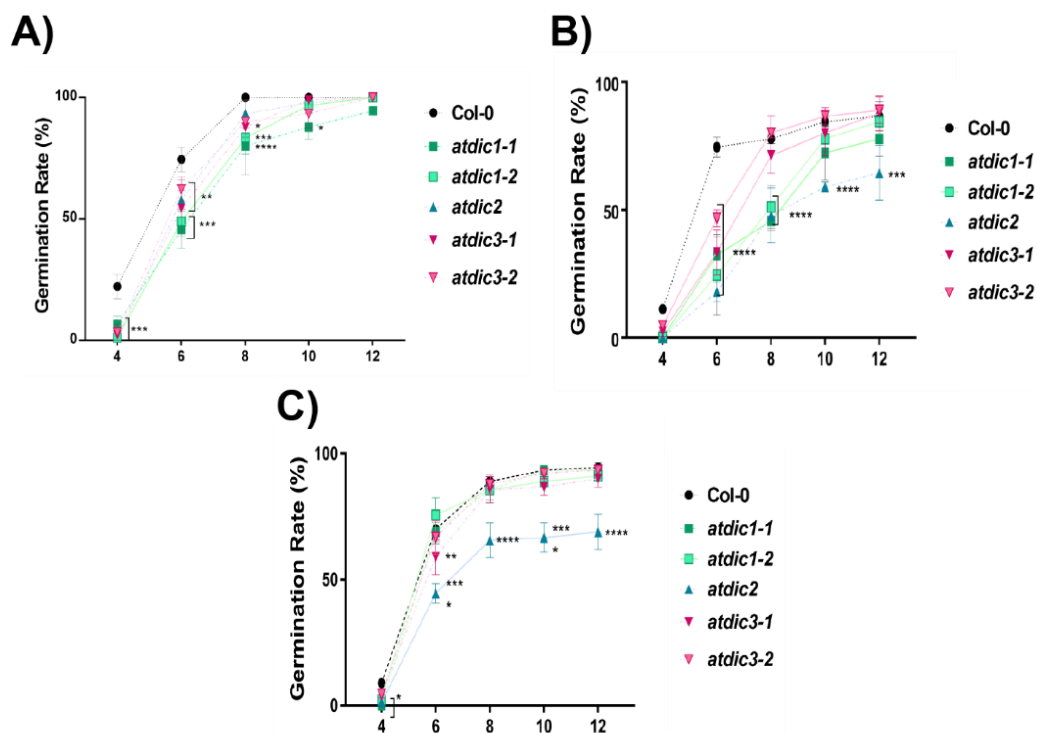 A)
Germination Rate (%)
100
50
0
4 6 8 10 12
***
**
***
*
***
****
*
Col-0
atdic1-1
atdic1-2
atdic2
atdic3-1
atdic3-2
B)
Germination Rate (%)
100
50
0
4 6 8 10 12
****
****
****
***
Col-0
atdic1-1
atdic1-2
atdic2
atdic3-1
atdic3-2
C)
Germination Rate (%)
100
50
0
4 6 8 10 12
*
**
***
*
****
***
*
****
Col-0
atdic1-1
atdic1-2
atdic2
atdic3-1
atdic3-2